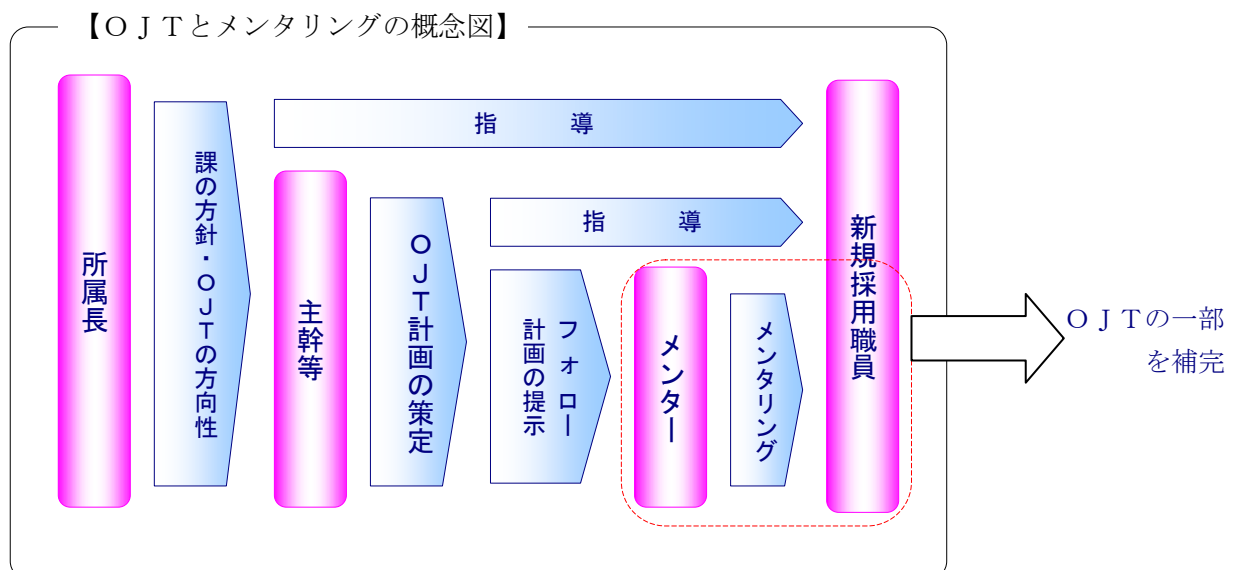 【ＯＪＴとメンタリングの概念図】
所属長
課の方針・ＯＪＴの方向性
指　導
主幹等
ＯＪＴ計画の策定
指　導
フォロー
計画の提示
メンター
メンタリング
新規採用職員
ＯＪＴの一部
を補完